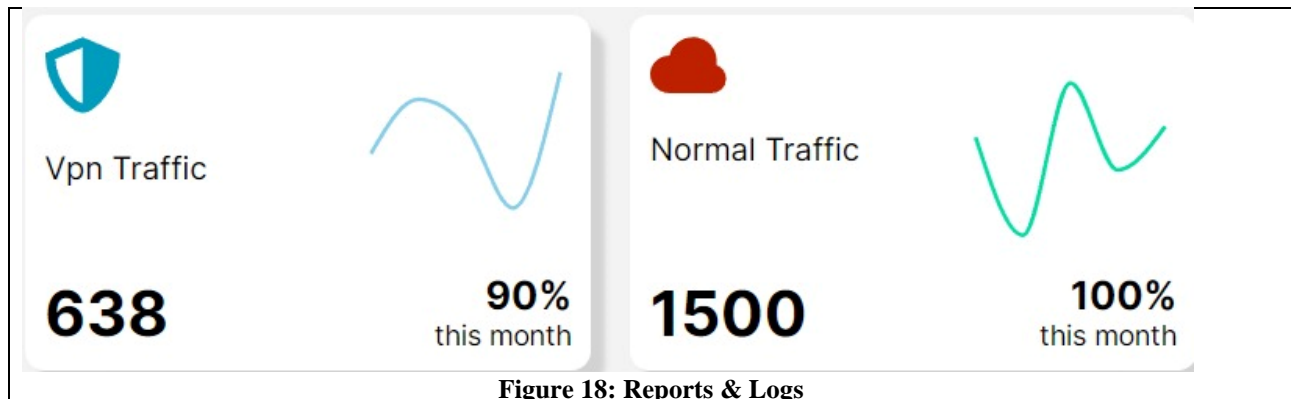 Vpn Traffic
638
90%
this month
Normal Traffic
1500
100%
this month
Figure 18: Reports & Logs